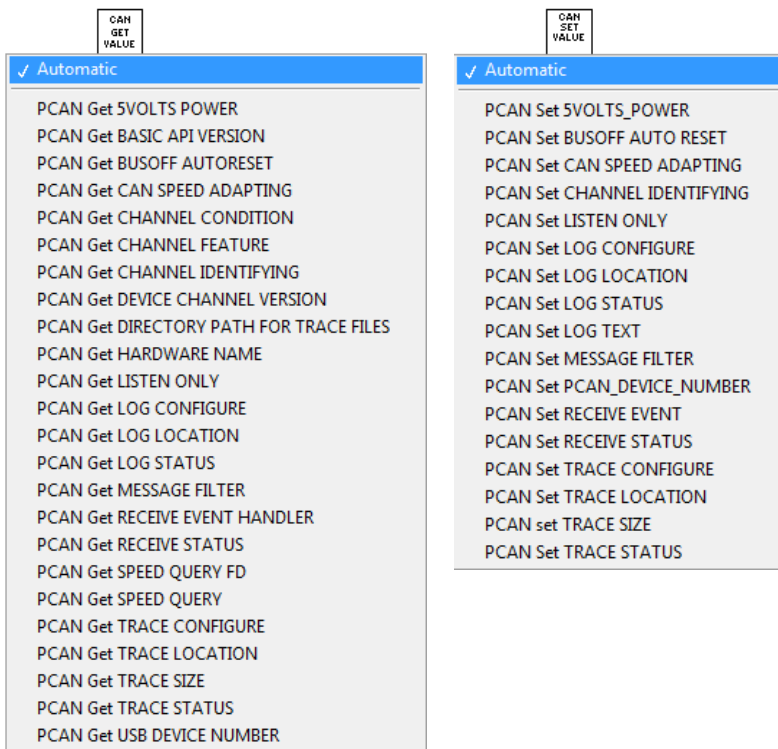 CAN
GET
VALUE
✓ Automatic
PCAN Get 5VOLTS POWER
PCAN Get BASIC API VERSION
PCAN Get BUSOFF AUTORESET
PCAN Get CAN SPEED ADAPTING
PCAN Get CHANNEL CONDITION
PCAN Get CHANNEL FEATURE
PCAN Get CHANNEL IDENTIFYING
PCAN Get DEVICE CHANNEL VERSION
PCAN Get DIRECTORY PATH FOR TRACE FILES
PCAN Get HARDWARE NAME
PCAN Get LISTEN ONLY
PCAN Get LOG CONFIGURE
PCAN Get LOG LOCATION
PCAN Get LOG STATUS
PCAN Get MESSAGE FILTER
PCAN Get RECEIVE EVENT HANDLER
PCAN Get RECEIVE STATUS
PCAN Get SPEED QUERY FD
PCAN Get SPEED QUERY
PCAN Get TRACE CONFIGURE
PCAN Get TRACE LOCATION
PCAN Get TRACE SIZE
PCAN Get TRACE STATUS
PCAN Get USB DEVICE NUMBER
CAN
SET
VALUE
✓ Automatic
PCAN Set 5VOLTS_POWER
PCAN Set BUSOFF AUTO RESET
PCAN Set CAN SPEED ADAPTING
PCAN Set CHANNEL IDENTIFYING
PCAN Set LISTEN ONLY
PCAN Set LOG CONFIGURE
PCAN Set LOG LOCATION
PCAN Set LOG STATUS
PCAN Set LOG TEXT
PCAN Set MESSAGE FILTER
PCAN Set PCAN_DEVICE_NUMBER
PCAN Set RECEIVE EVENT
PCAN Set RECEIVE STATUS
PCAN Set TRACE CONFIGURE
PCAN Set TRACE LOCATION
PCAN set TRACE SIZE
PCAN Set TRACE STATUS